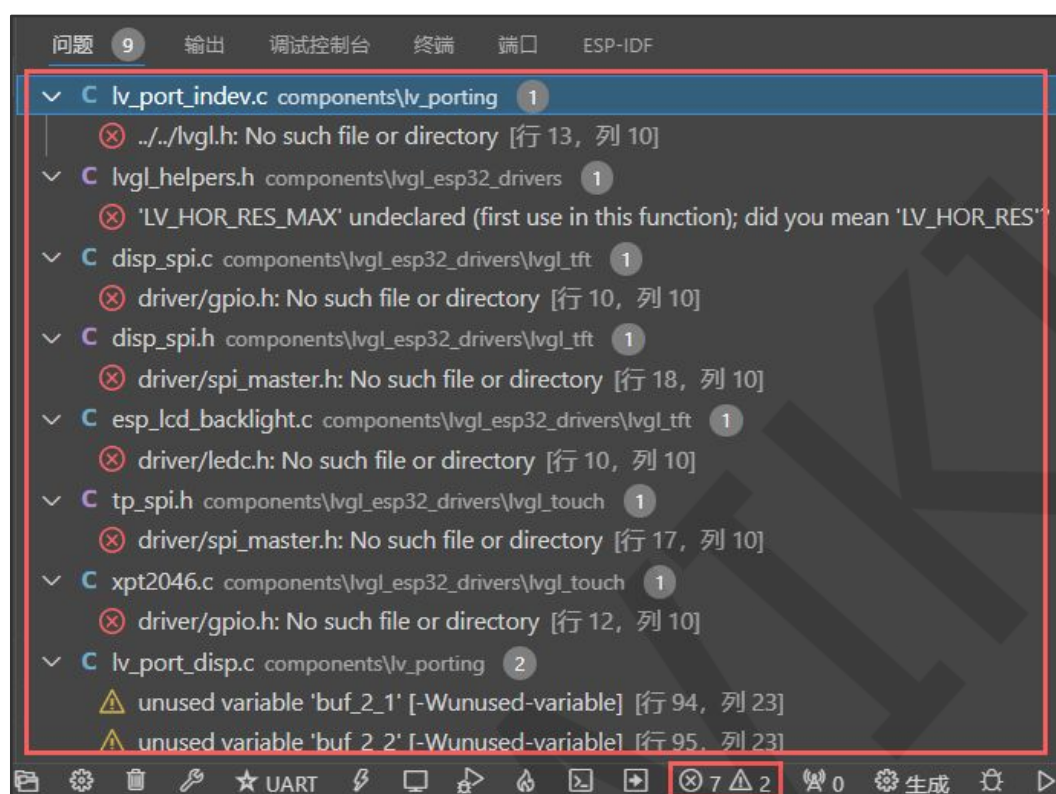 问题 9 输出 调试控制台 终端 端口 ESP-IDF
C lv_port_indev.c components\lv_porting 1
../../lvgl.h: No such file or directory [行 13，列 10]
C lvgl_helpers.h components\lvgl_esp32_drivers 1
'LV_HOR_RES_MAX' undeclared (first use in this function); did you mean 'LV_HOR_RES'?
C disp_spi.c components\lvgl_esp32_drivers\lvgl_tft 1
driver/gpio.h: No such file or directory [行 10，列 10]
C disp_spi.h components\lvgl_esp32_drivers\lvgl_tft 1
driver/spi_master.h: No such file or directory [行 18，列 10]
C esp_lcd_backlight.c components\lvgl_esp32_drivers\lvgl_tft 1
driver/ledc.h: No such file or directory [行 10，列 10]
C tp_spi.h components\lvgl_esp32_drivers\lvgl_touch 1
driver/spi_master.h: No such file or directory [行 17，列 10]
C xpt2046.c components\lvgl_esp32_drivers\lvgl_touch 1
driver/gpio.h: No such file or directory [行 12，列 10]
C lv_port_disp.c components\lv_porting 2
unused variable 'buf_2_1' [-Wunused-variable] [行 94，列 23]
unused variable 'buf_2_2' [-Wunused-variable] [行 95，列 23]
UART 7 2 0 生成